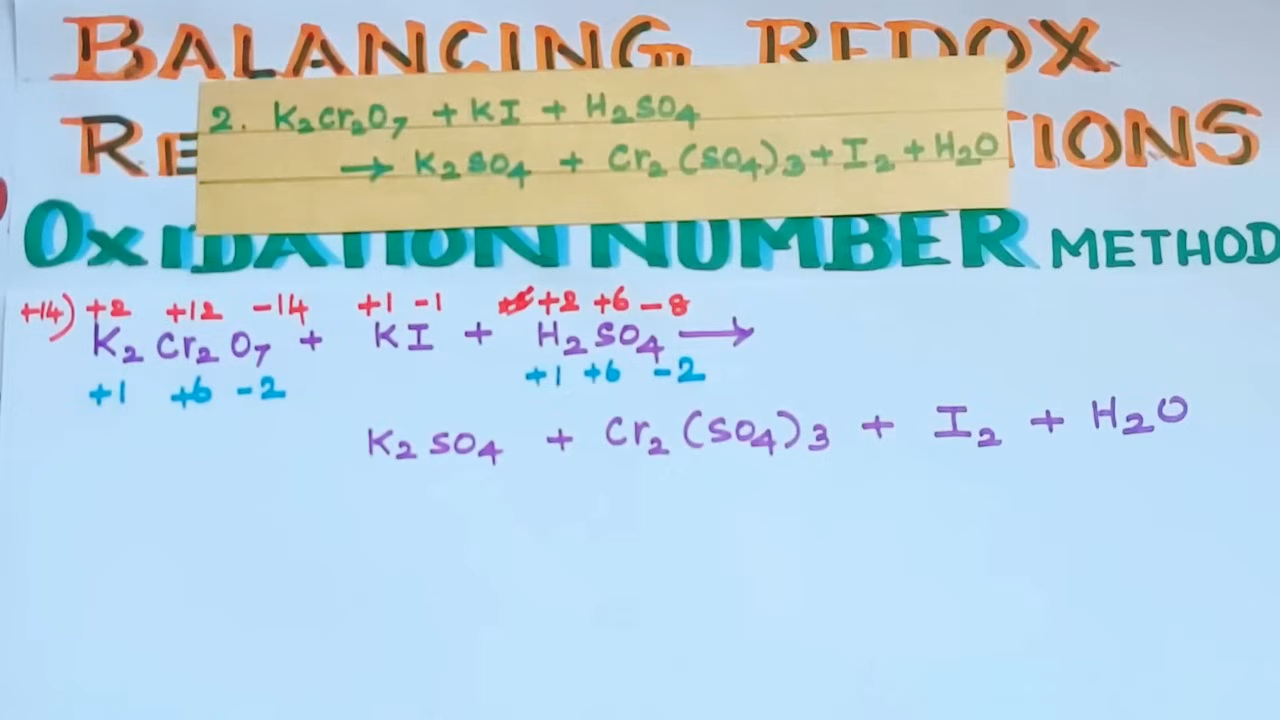 BALANCING REDOX
2. K₂Cr₂O₇ + KI + H₂SO₄
→ K₂SO₄ + Cr₂(SO₄)₃ + I₂ + H₂O
RE TIONS
OXIDATION NUMBER METHOD
+14) +2 +12 -14 +1 -1 +2 +6 -8
K₂ Cr₂ O₇ + KI + H₂SO₄ →
+1 +6 -2 +1 +6 -2
K₂SO₄ + Cr₂(SO₄)₃ + I₂ + H₂O